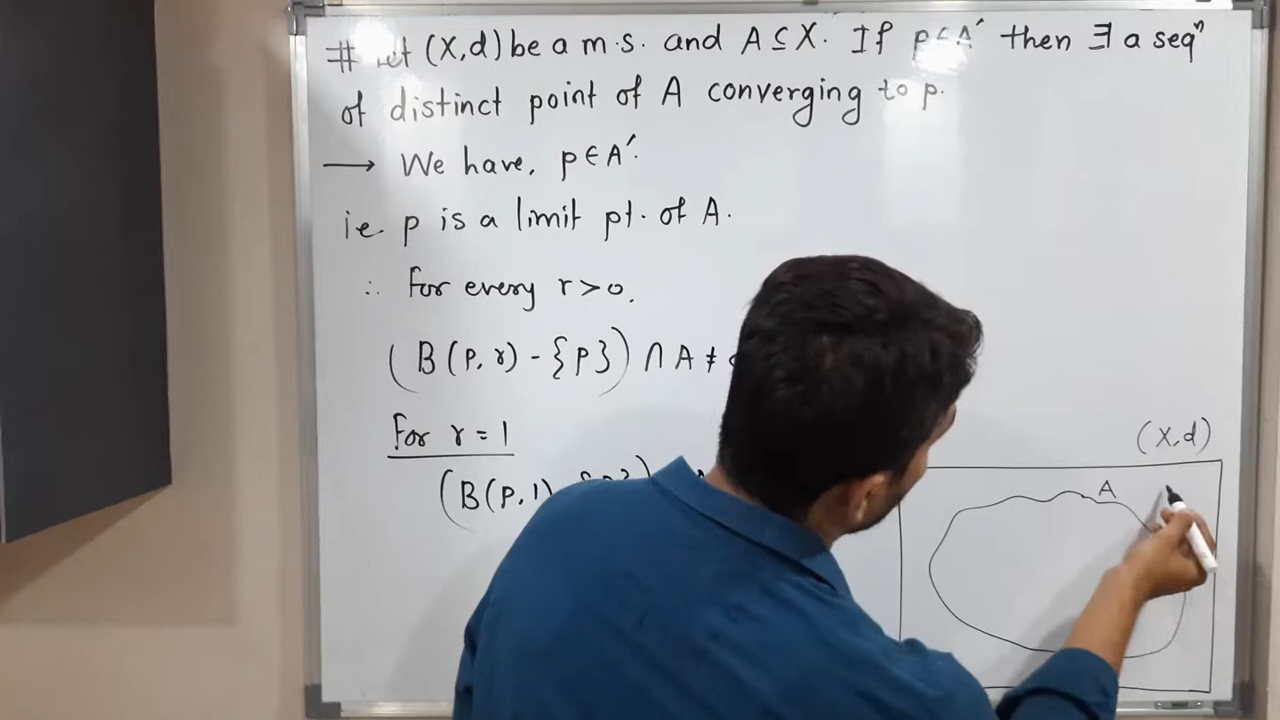 # Let (X,d) be a m.s. and A ⊆ X. If p ∈ A′ then ∃ a seqⁿ
of distinct point of A converging to p.
→ We have, p ∈ A′.
ie p is a limit pt. of A.
∴ for every r > 0,
(B(p, r) - {p}) ∩ A ≠
For r = 1
(B(p, 1)
(X,d)
A